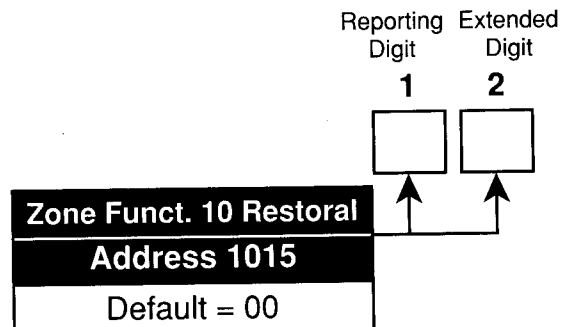 Reporting Extended
Digit Digit
1 2
Zone Funct. 10 Restoral
Address 1015
Default = 00